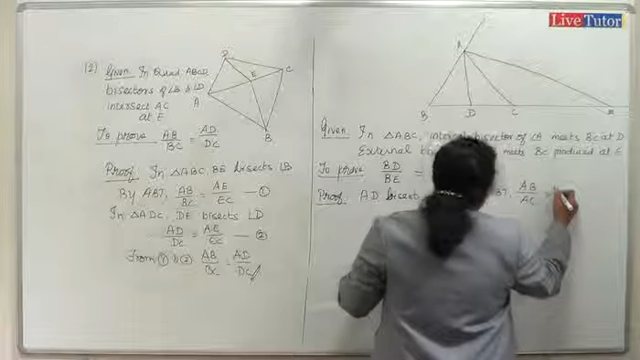 LiveTutor
(2) Given In Quad, ABCD,
bisectors of ∠B & ∠D
intersect AC
at E
To prove AB/BC = AD/DC
Proof In △ABC, BE bisects ∠B
By ABT, AB/BC = AE/EC — ①
In △ADC, DE bisects ∠D
AD/DC = AE/EC — ②
From ① & ② AB/BC = AD/DC
D
E
C
A
B
A
B
D
C
Given In △ABC, internal bisector of ∠A meets BC at D
External meets BC produced at E
To prove BD/BE =
Proof AD BT, AB/AC =